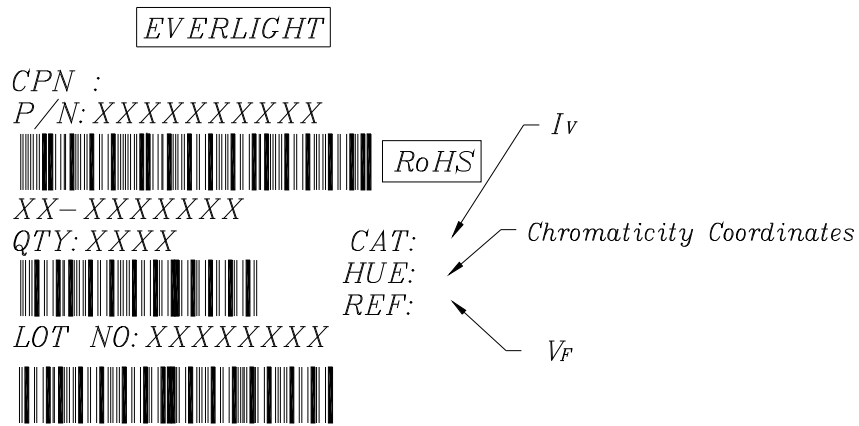 EVERLIGHT
CPN :
P/N: XXXXXXXXXX
RoHS
XX-XXXXXXX
QTY: XXXX
LOT NO: XXXXXXXX
CAT:
HUE:
REF:
Iv
Chromaticity Coordinates
VF